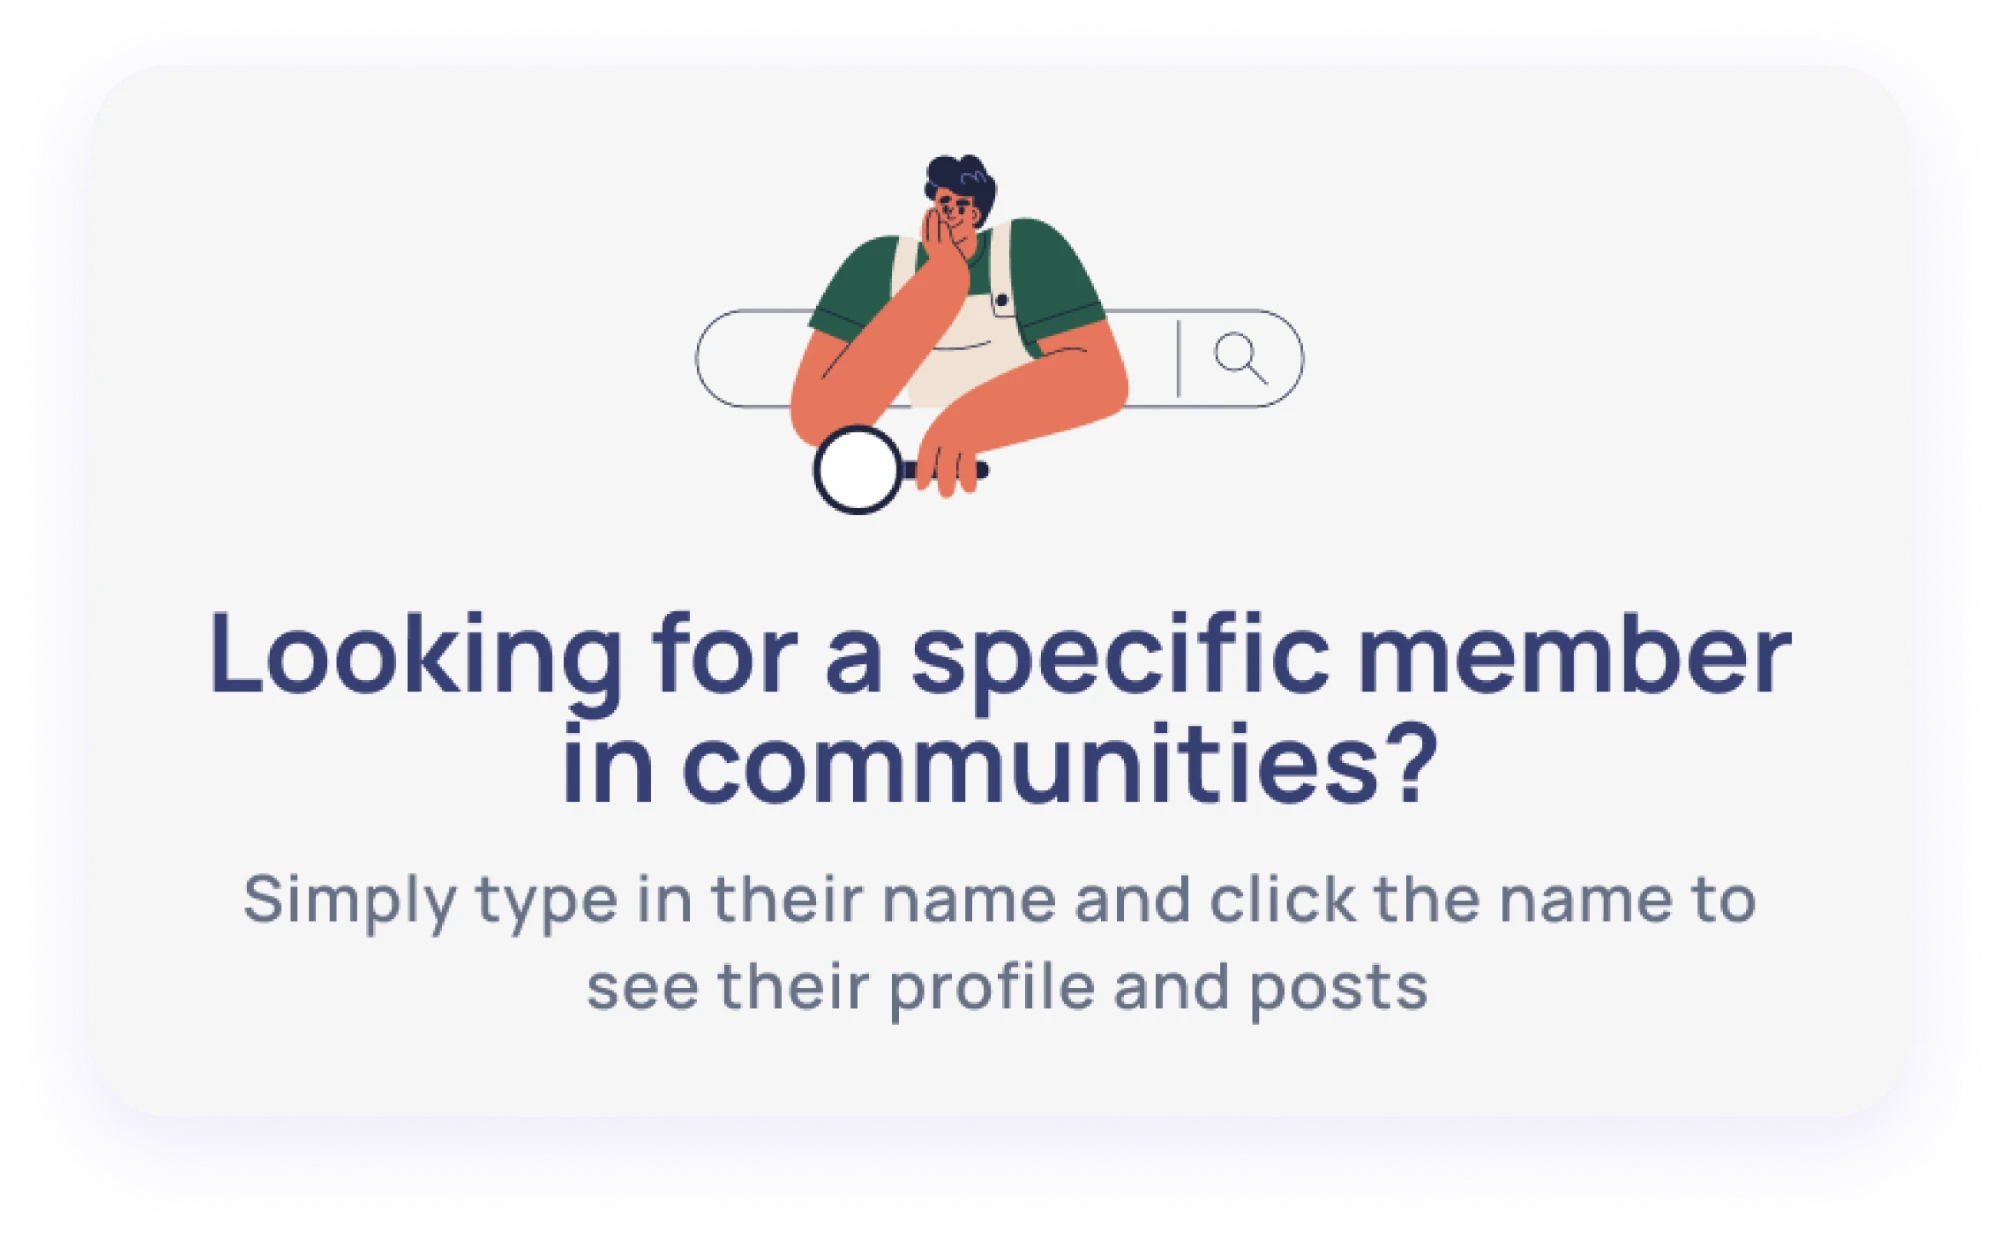 Looking for a specific member
in communities?
Simply type in their name and click the name to
see their profile and posts